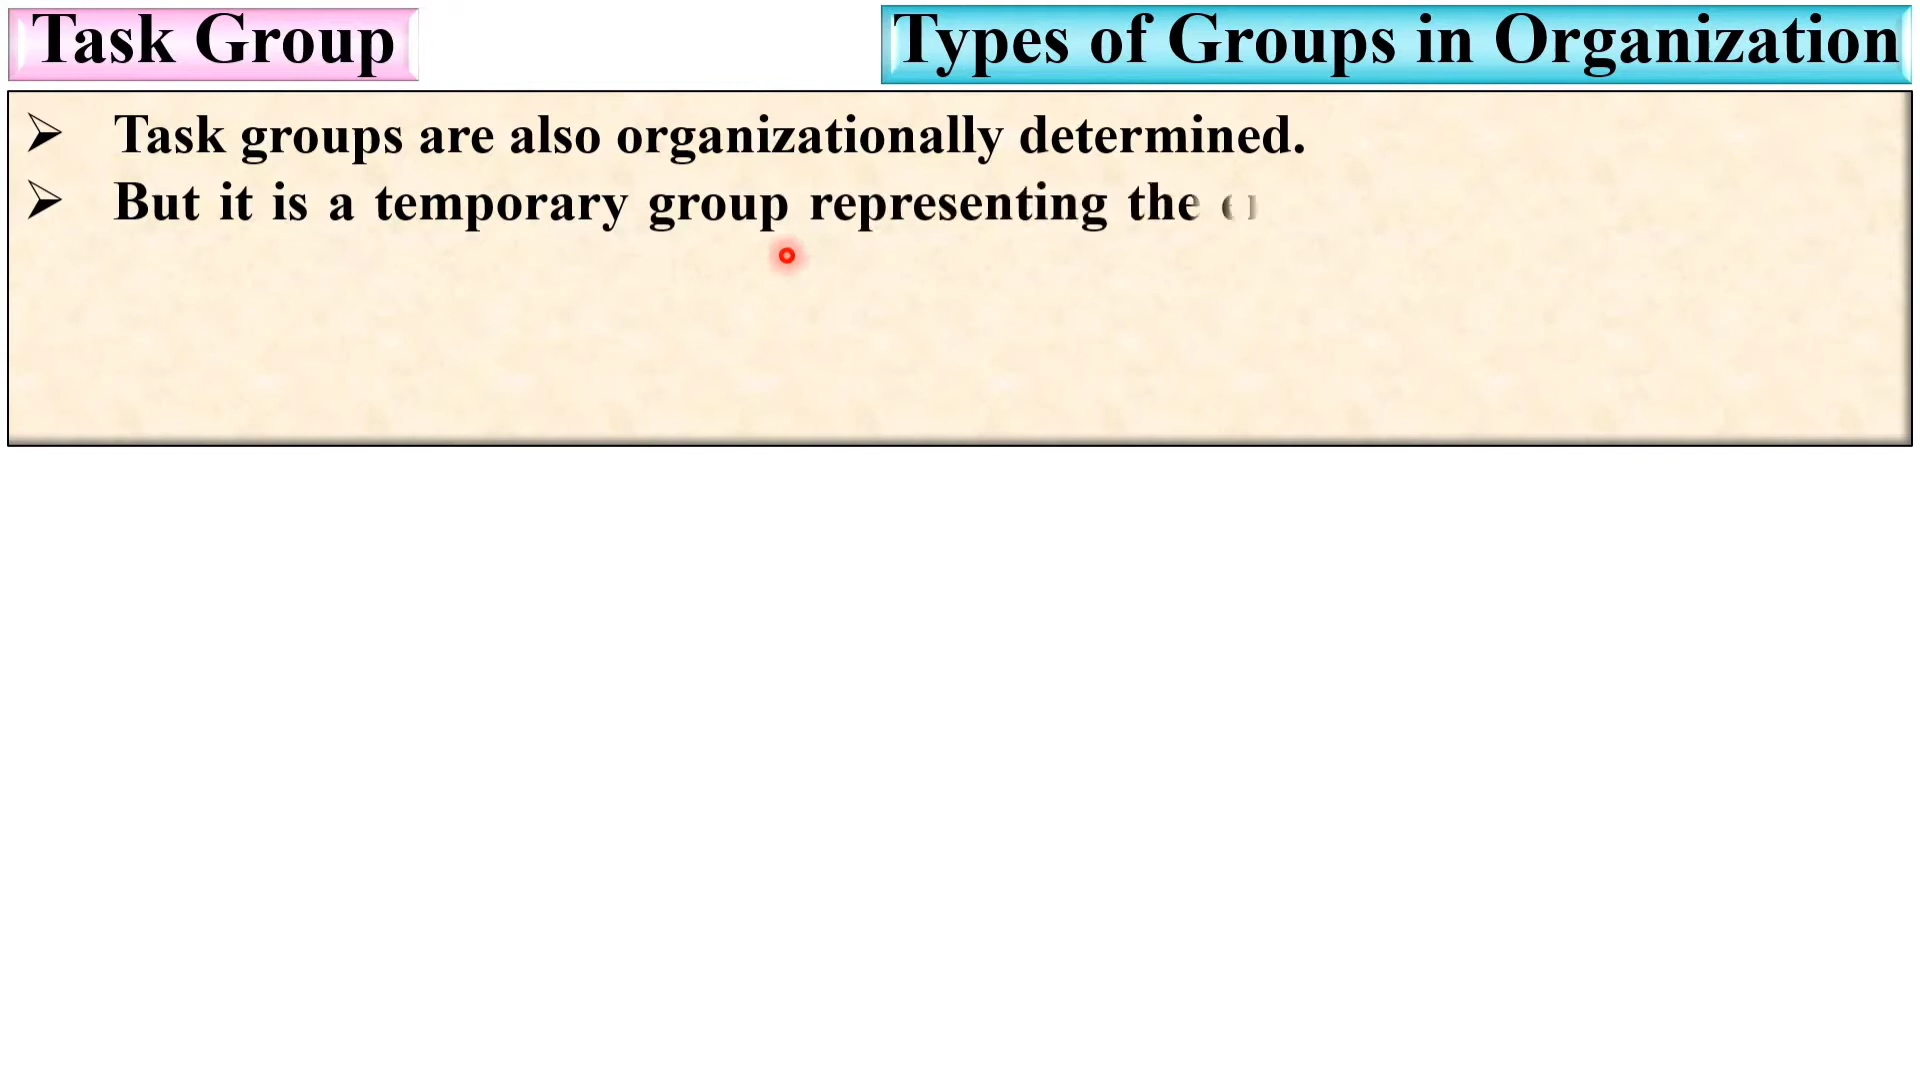 Task Group
Types of Groups in Organization
Task groups are also organizationally determined.
But it is a temporary group representing the